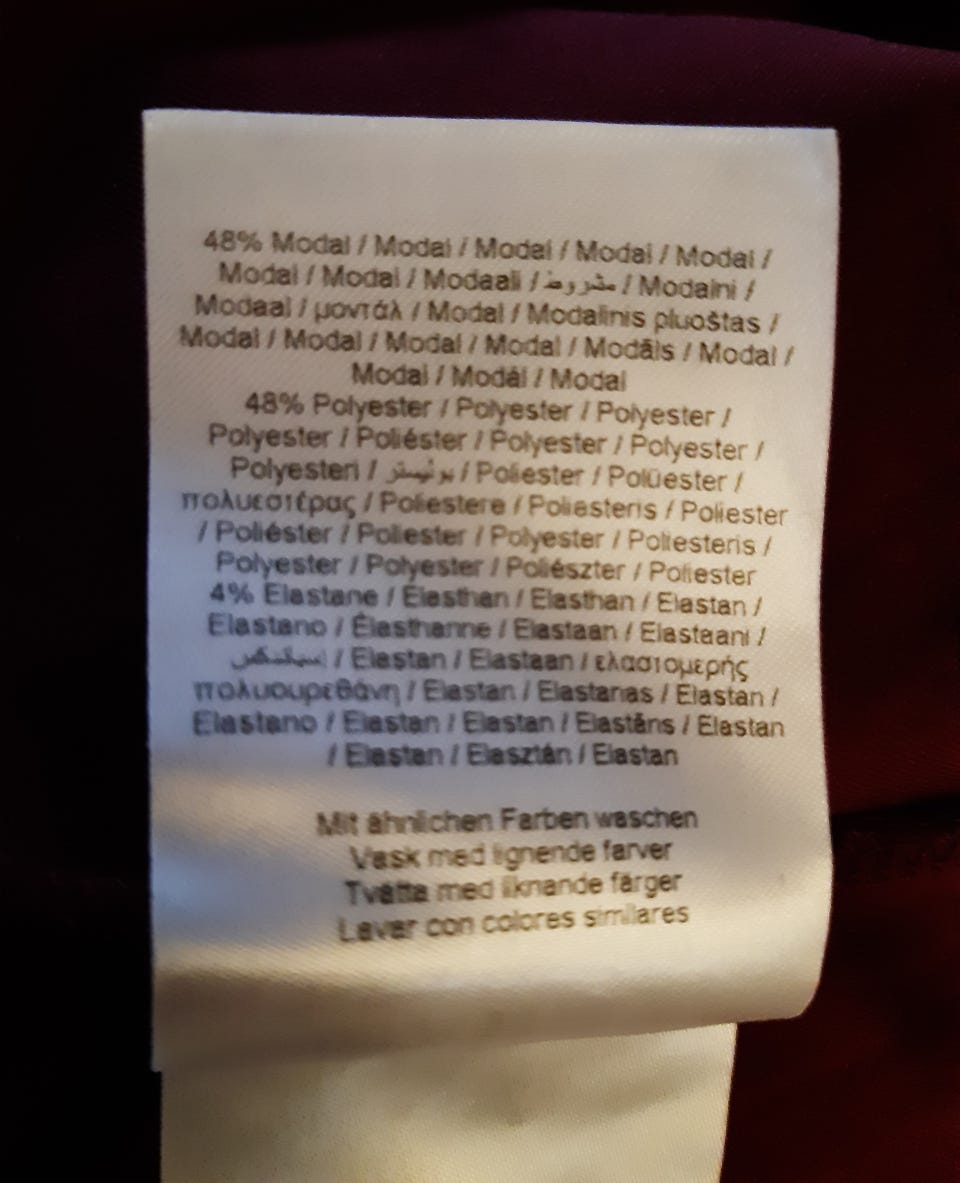 48% Modal / Modal / Modal / Modal / Modal /
Modal / Modal / Modaali / مشروط / Modalni /
Modaal / μοντάλ / Modal / Modalinis pluoštas /
Modal / Modal / Modal / Modal / Modāls / Modal /
Modal / Modál / Modal
48% Polyester / Polyester / Polyester /
Polyester / Poliéster / Polyester / Polyester /
Polyesteri / بوليستر / Poliester / Polüester /
πολυεστέρας / Poliestere / Poliesteris / Poliester
/ Poliéster / Poliester / Polyester / Poliesteris /
Polyester / Polyester / Poliészter / Poliester
4% Elastane / Elasthan / Elasthan / Elastan /
Elastano / Élasthanne / Elastaan / Elastaani /
/ Elastan / Elastaan / ελαστομερής
πολυουρεθάνη / Elastan / Elastanas / Elastan /
Elastano / Elastan / Elastan / Elastāns / Elastan
/ Elastan / Elasztán / Elastan
Mit ähnlichen Farben waschen
Vask med lignende farver
Tvätta med liknande färger
Lavar con colores similares